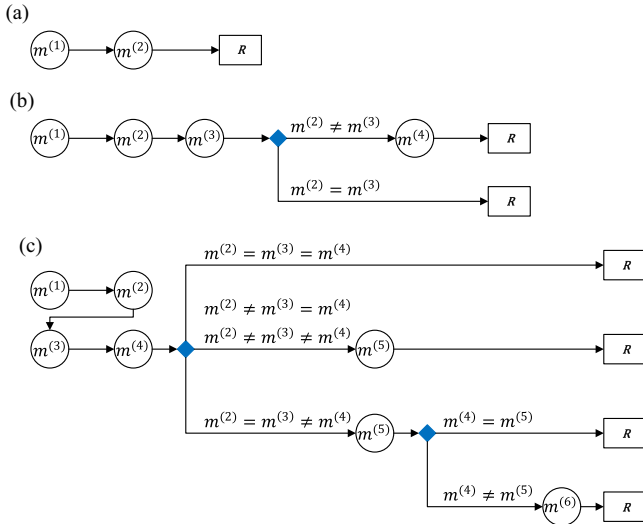 (a)
m⁽¹⁾ m⁽²⁾ R
(b)
m⁽²⁾ ≠ m⁽³⁾
m⁽¹⁾ m⁽²⁾ m⁽³⁾ m⁽⁴⁾ R
m⁽²⁾ = m⁽³⁾ R
(c)
m⁽²⁾ = m⁽³⁾ = m⁽⁴⁾ R
m⁽¹⁾ m⁽²⁾
m⁽²⁾ ≠ m⁽³⁾ = m⁽⁴⁾
m⁽²⁾ ≠ m⁽³⁾ ≠ m⁽⁴⁾
m⁽³⁾ m⁽⁴⁾ m⁽⁵⁾ R
m⁽²⁾ = m⁽³⁾ ≠ m⁽⁴⁾ m⁽⁵⁾ m⁽⁴⁾ = m⁽⁵⁾ R
m⁽⁴⁾ ≠ m⁽⁵⁾ m⁽⁶⁾ R